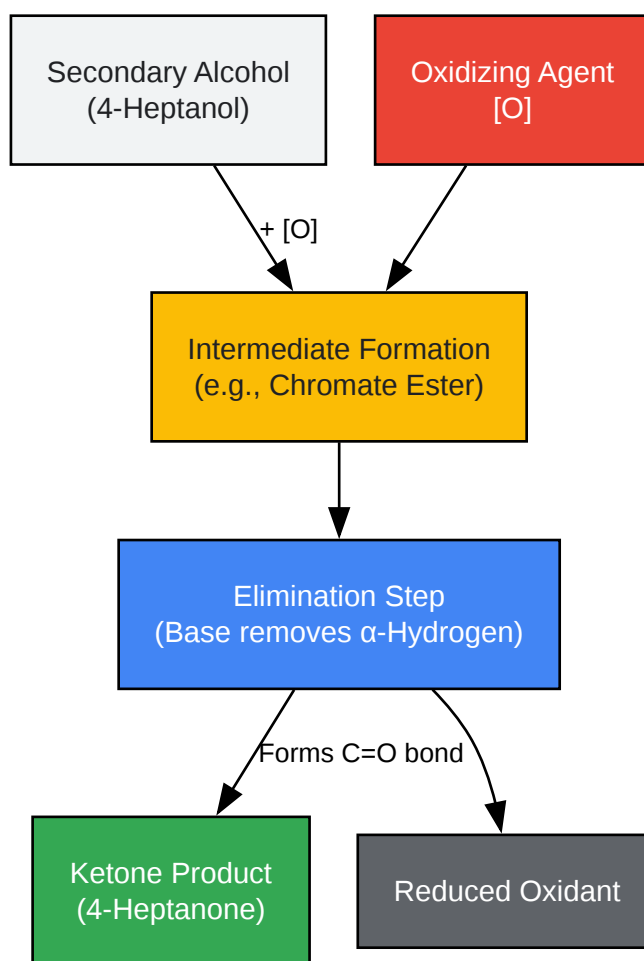 Secondary Alcohol
(4-Heptanol)
Oxidizing Agent
[O]
+ [O]
Intermediate Formation
(e.g., Chromate Ester)
Elimination Step
(Base removes α-Hydrogen)
Forms C=O bond
Ketone Product
(4-Heptanone)
Reduced Oxidant